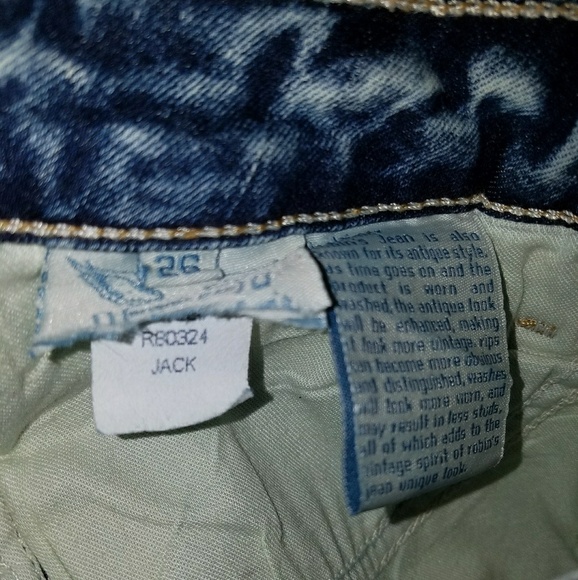 26
R80324
JACK
Jean is also
known for its antique style.
as time goes on and the
product is worn and
washed, the antique look
will be enhanced, making
it look more vintage. rips
can become more obvious
and distinguished, washes
will look more worn, and
may result in less studs,
all of which adds to the
vintage spirit of robin's
jean unique look.